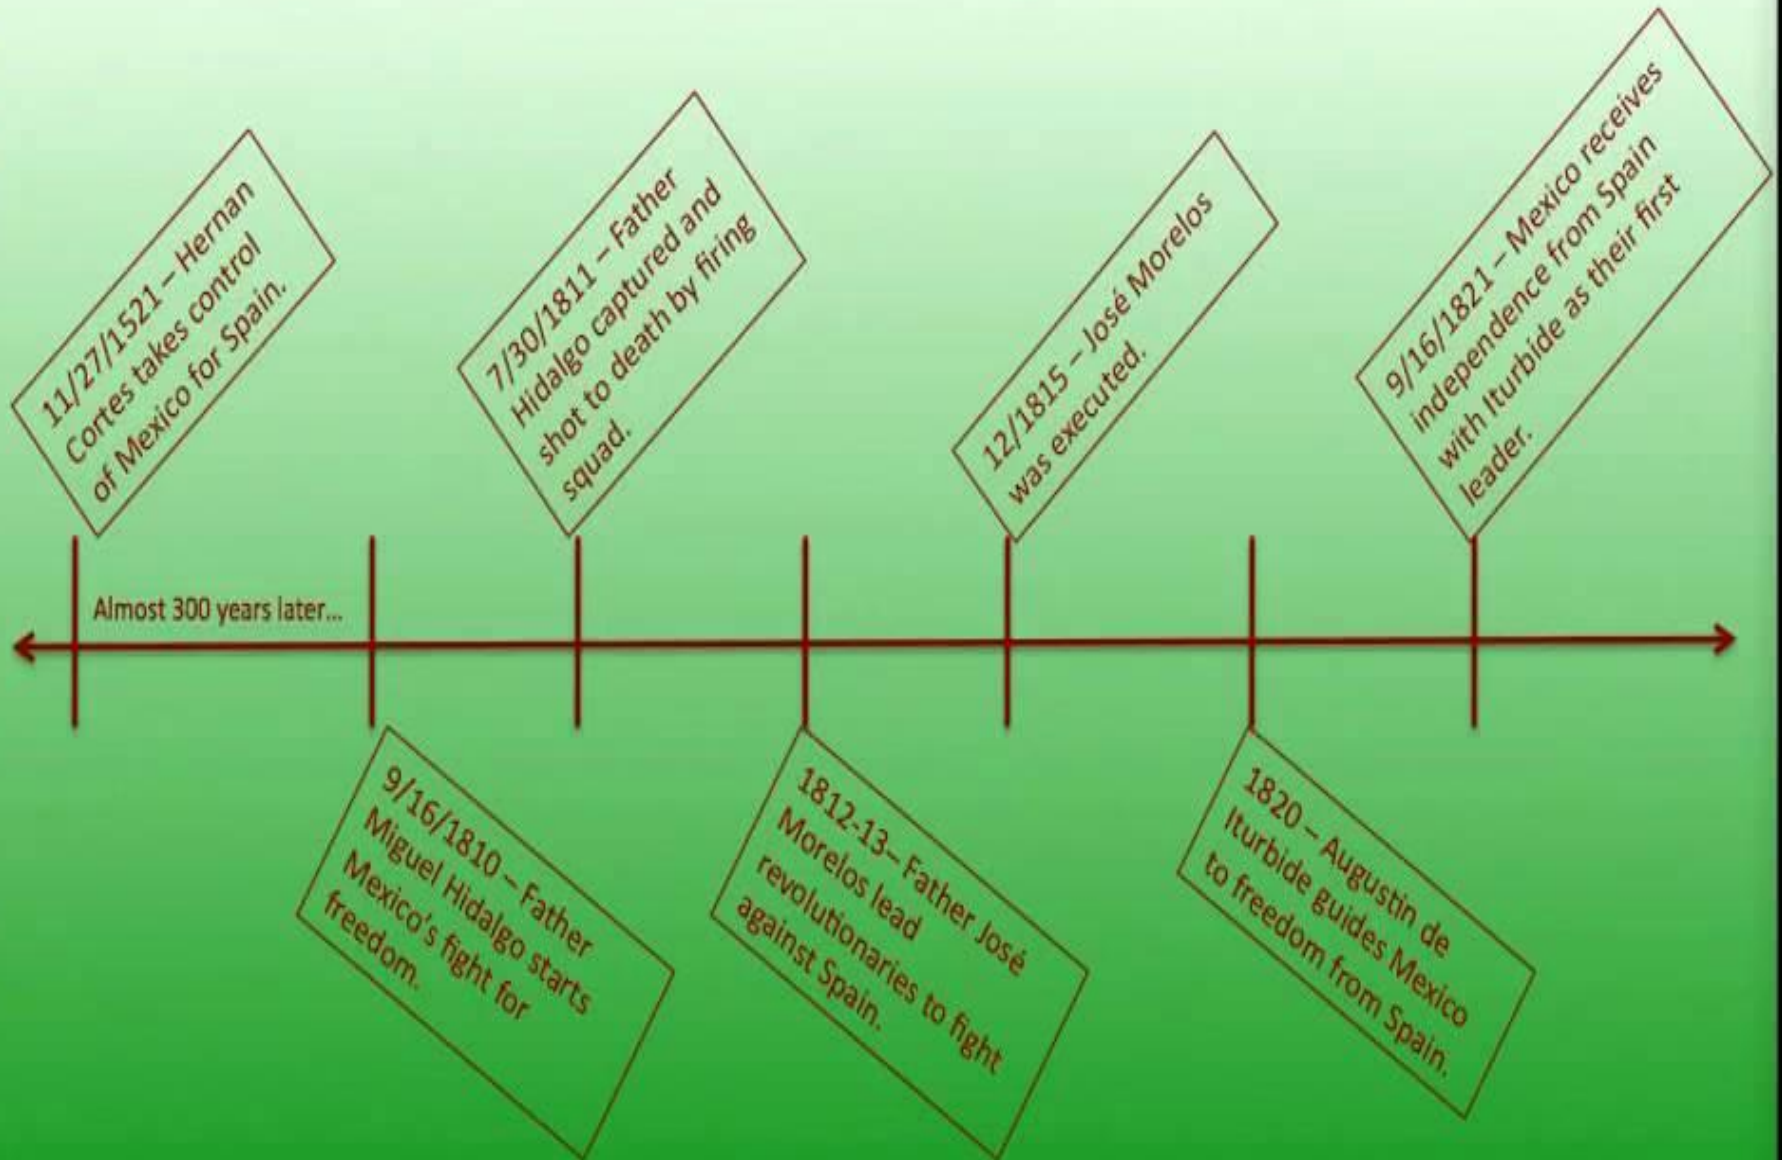 11/27/1521 – Hernan
Cortes takes control
of Mexico for Spain.
Almost 300 years later...
9/16/1810 – Father
Miguel Hidalgo starts
Mexico's fight for
freedom.
7/30/1811 – Father
Hidalgo captured and
shot to death by firing
squad.
1812-13– Father José
Morelos lead
revolutionaries to fight
against Spain.
12/1815 – José Morelos
was executed.
1820 – Augustin de
Iturbide guides Mexico
to freedom from Spain.
9/16/1821 – Mexico receives
independence from Spain
with Iturbide as their first
leader.